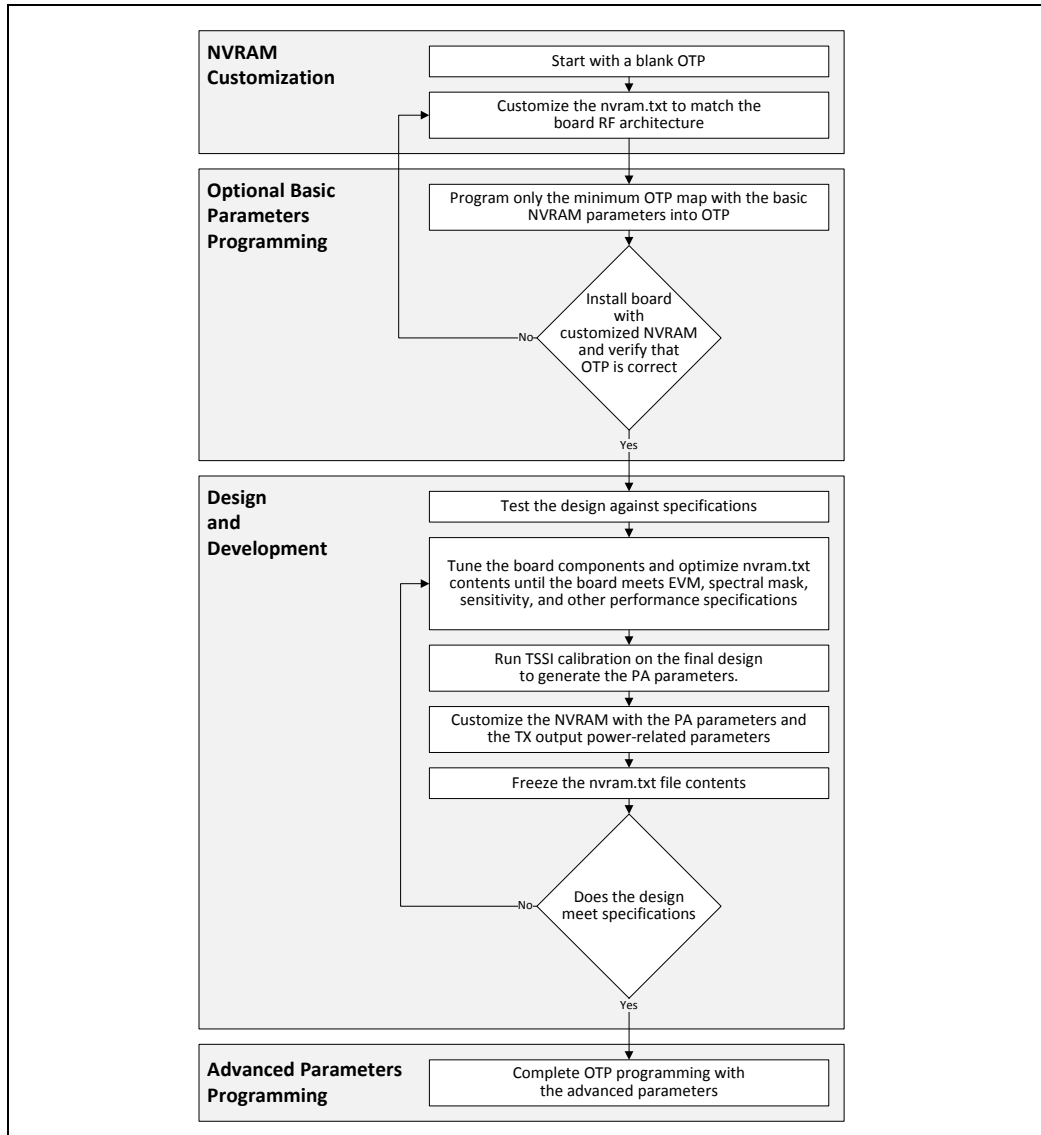 NVRAM
Customization
Start with a blank OTP
Customize the nvram.txt to match the
board RF architecture
Optional Basic
Parameters
Programming
Program only the minimum OTP map with the basic
NVRAM parameters into OTP
Install board
with
customized NVRAM
and verify that
OTP is correct
No
Yes
Design
and
Development
Test the design against specifications
Tune the board components and optimize nvram.txt
contents until the board meets EVM, spectral mask,
sensitivity, and other performance specifications
Run TSSI calibration on the final design
to generate the PA parameters.
Customize the NVRAM with the PA parameters and
the TX output power-related parameters
Freeze the nvram.txt file contents
Does the design
meet specifications
No
Yes
Advanced Parameters
Programming
Complete OTP programming with
the advanced parameters